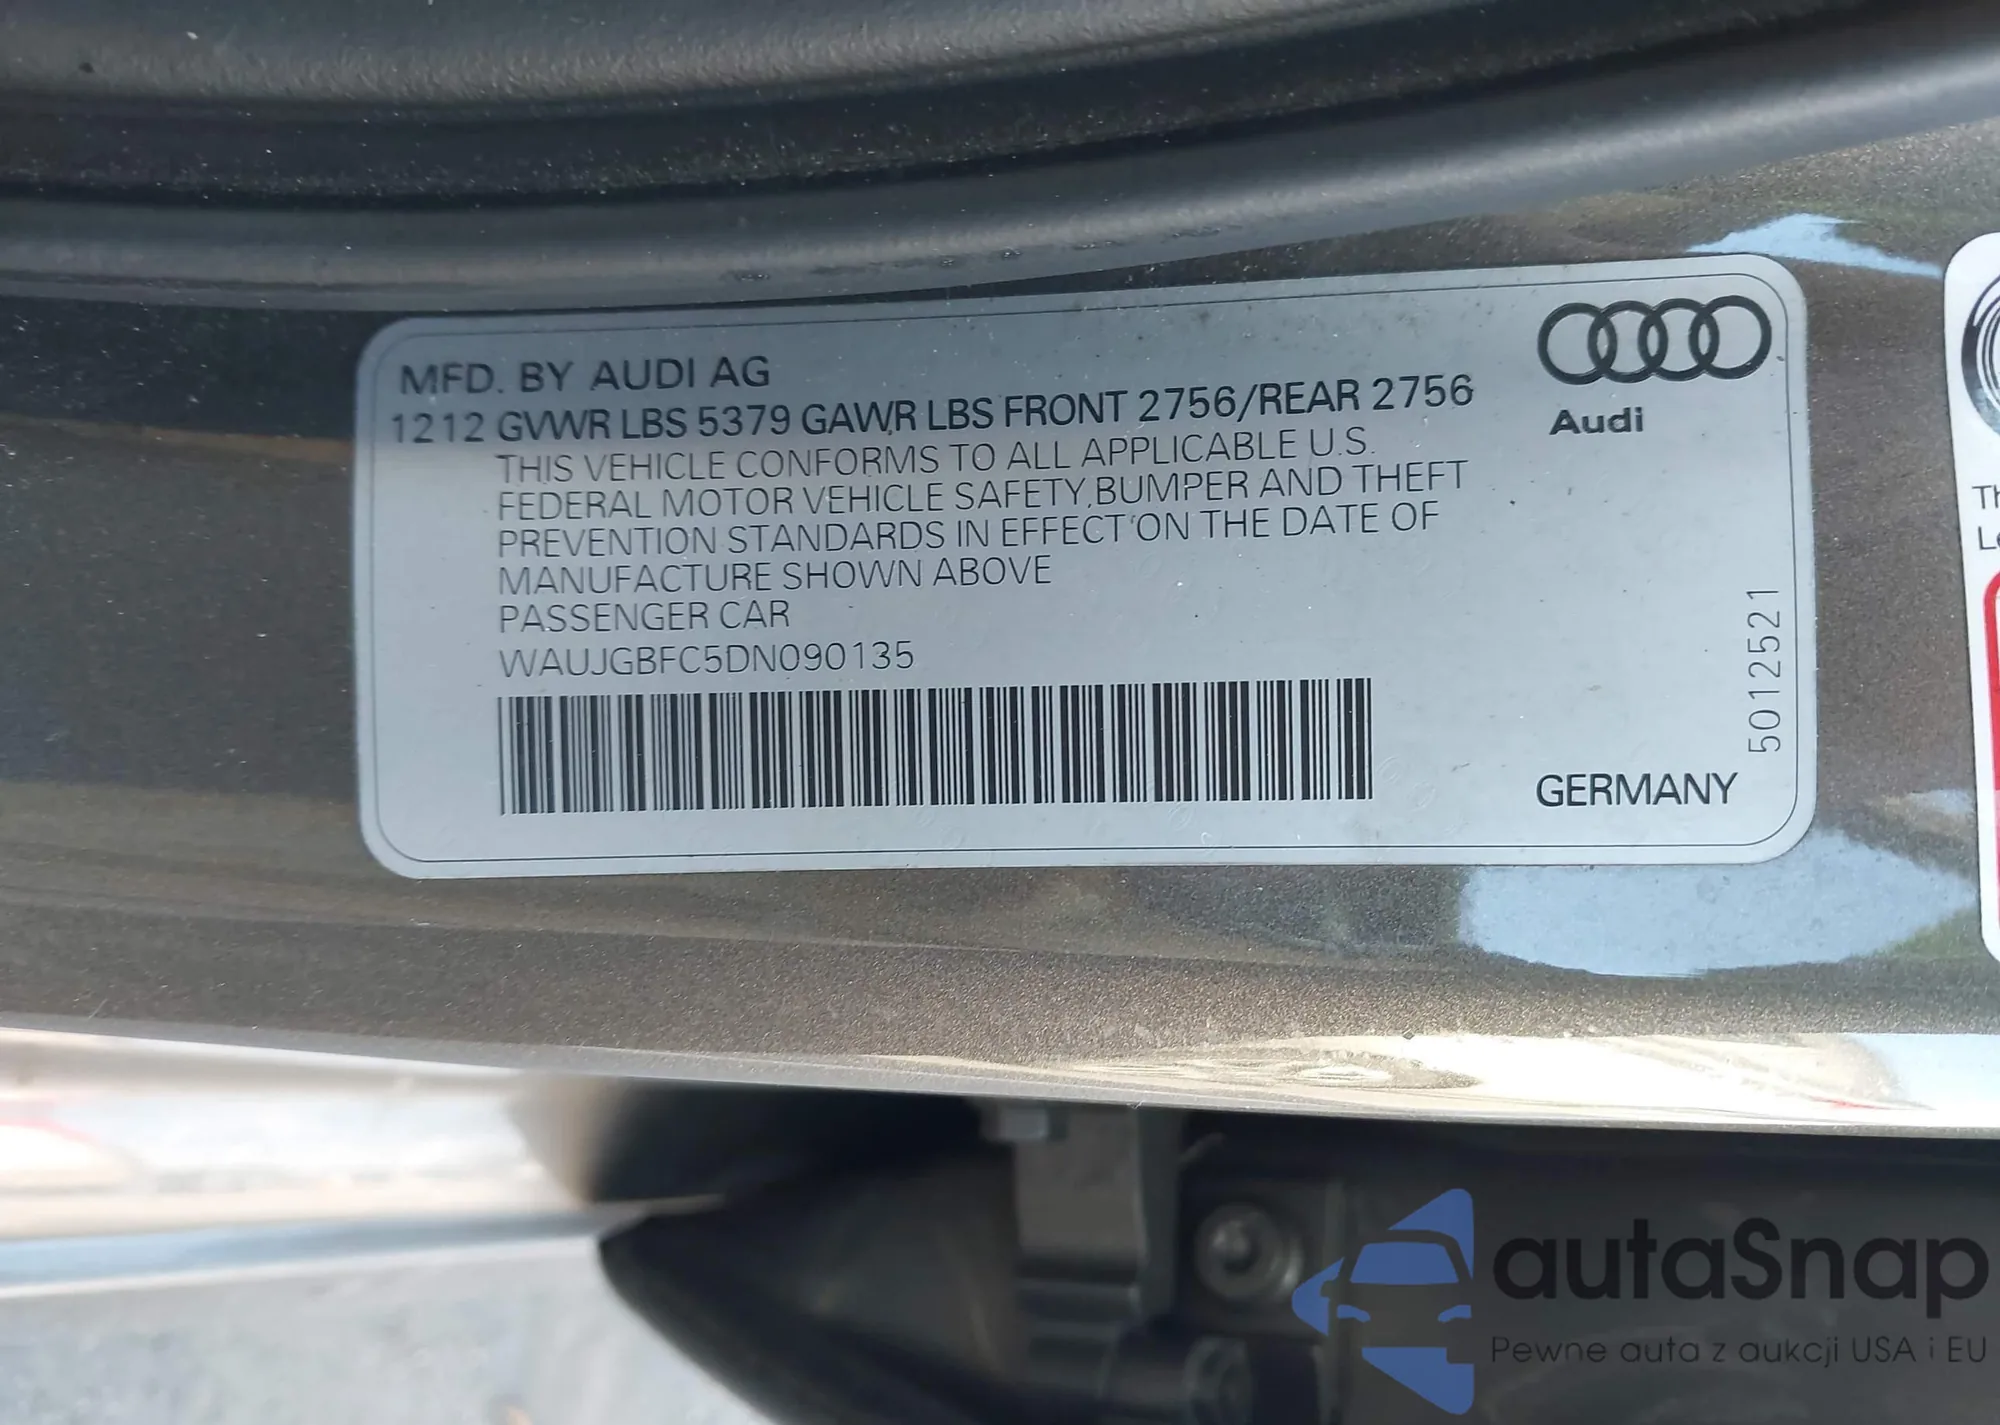 MFD. BY AUDI AG
1212 GVWR LBS 5379 GAWR LBS FRONT 2756/REAR 2756
THIS VEHICLE CONFORMS TO ALL APPLICABLE U.S.
FEDERAL MOTOR VEHICLE SAFETY, BUMPER AND THEFT
PREVENTION STANDARDS IN EFFECT ON THE DATE OF
MANUFACTURE SHOWN ABOVE
PASSENGER CAR
WAUJGBFC5DN090135
Audi
5012521
GERMANY
autaSnap
Pewne auta z aukcji USA i EU